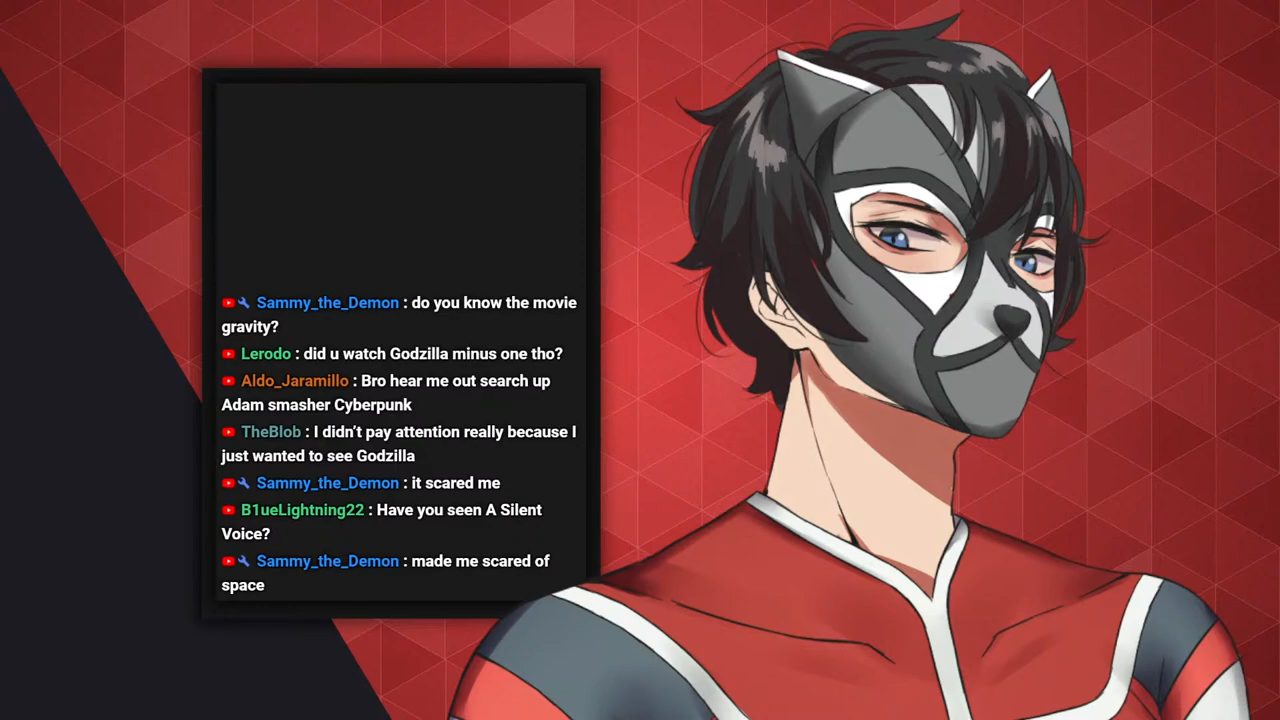 Sammy_the_Demon : do you know the movie
gravity?
Lerodo : did u watch Godzilla minus one tho?
Aldo_Jaramillo : Bro hear me out search up
Adam smasher Cyberpunk
TheBlob : I didn't pay attention really because I
just wanted to see Godzilla
Sammy_the_Demon : it scared me
B1ueLightning22 : Have you seen A Silent
Voice?
Sammy_the_Demon : made me scared of
space